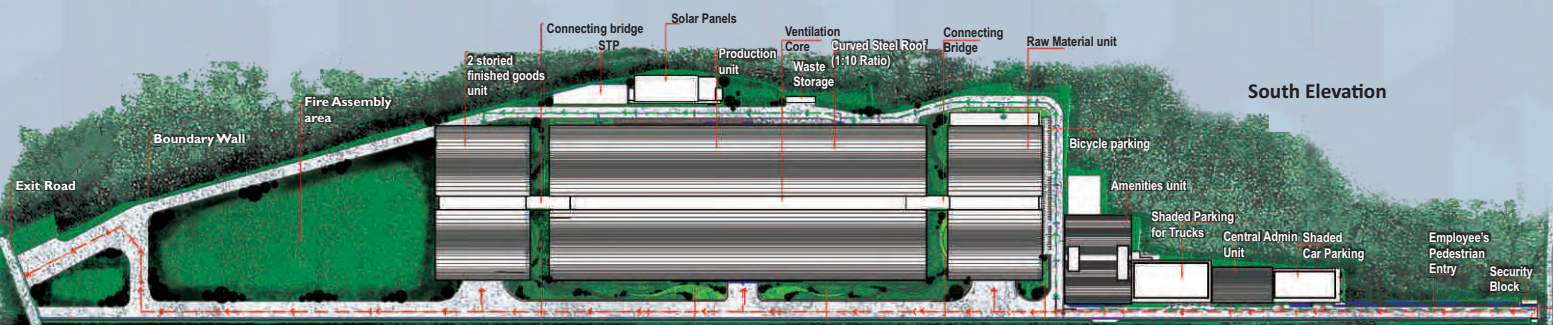 Solar Panels
Connecting bridge
STP
Ventilation
Core
Curved Steel Roof
(1:10 Ratio)
Connecting
Bridge
Raw Material unit
2 storied
finished goods
unit
Production
unit
Waste
Storage
South Elevation
Fire Assembly
area
Boundary Wall
Bicycle parking
Exit Road
Amenities unit
Shaded Parking
for Trucks
Central Admin
Unit
Shaded
Car Parking
Employee's
Pedestrian
Entry
Security
Block